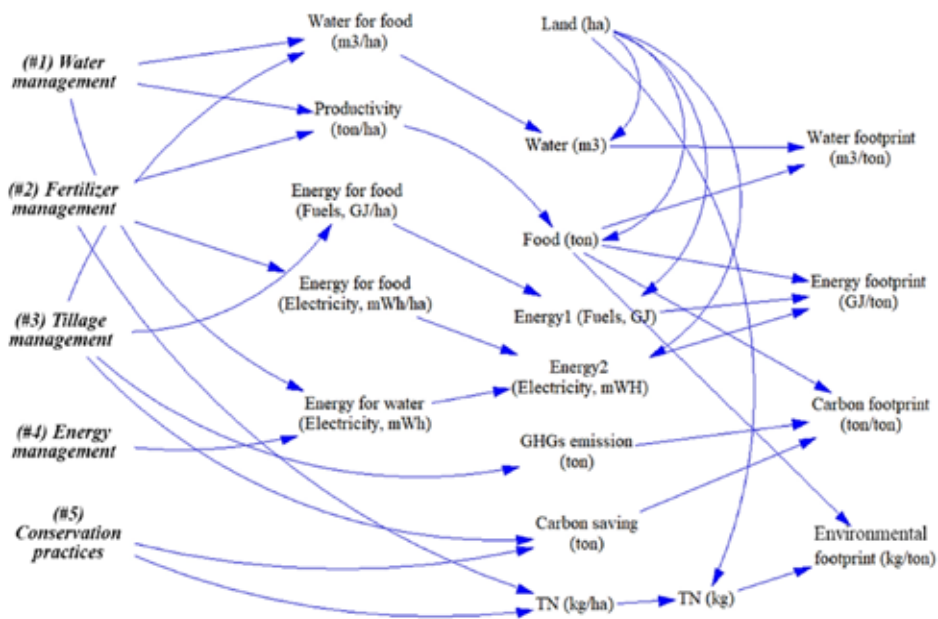 (#1) Water
management
(#2) Fertilizer
management
(#3) Tillage
management
(#4) Energy
management
(#5)
Conservation
practices
Water for food
(m3/ha)
Productivity
(ton/ha)
Energy for food
(Fuels, GJ/ha)
Energy for food
(Electricity, mWh/ha)
Energy for water
(Electricity, mWh)
Land (ha)
Water (m3)
Food (ton)
Energy1 (Fuels, GJ)
Energy2
(Electricity, mWH)
GHGs emission
(ton)
Carbon saving
(ton)
TN (kg/ha)
TN (kg)
Water footprint
(m3/ton)
Energy footprint
(GJ/ton)
Carbon footprint
(ton/ton)
Environmental
footprint (kg/ton)